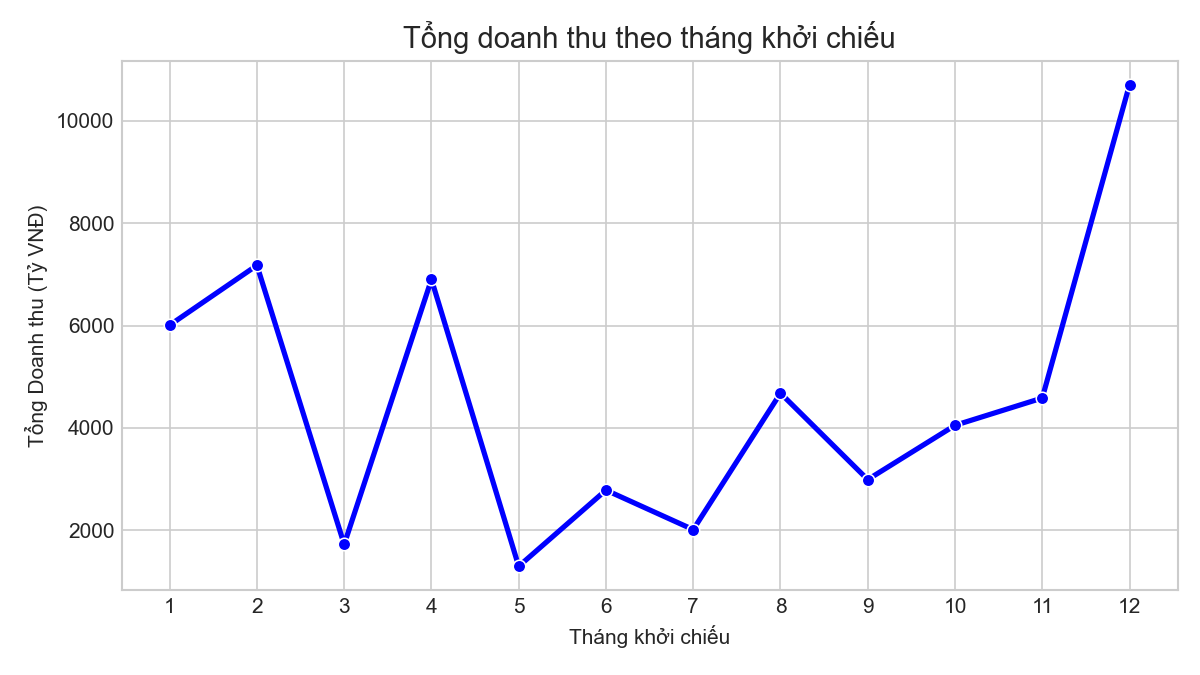 Tổng doanh thu theo tháng khởi chiếu
Tổng Doanh thu (Tỷ VNĐ)
10000
8000
6000
4000
2000
1 2 3 4 5 6 7 8 9 10 11 12
Tháng khởi chiếu